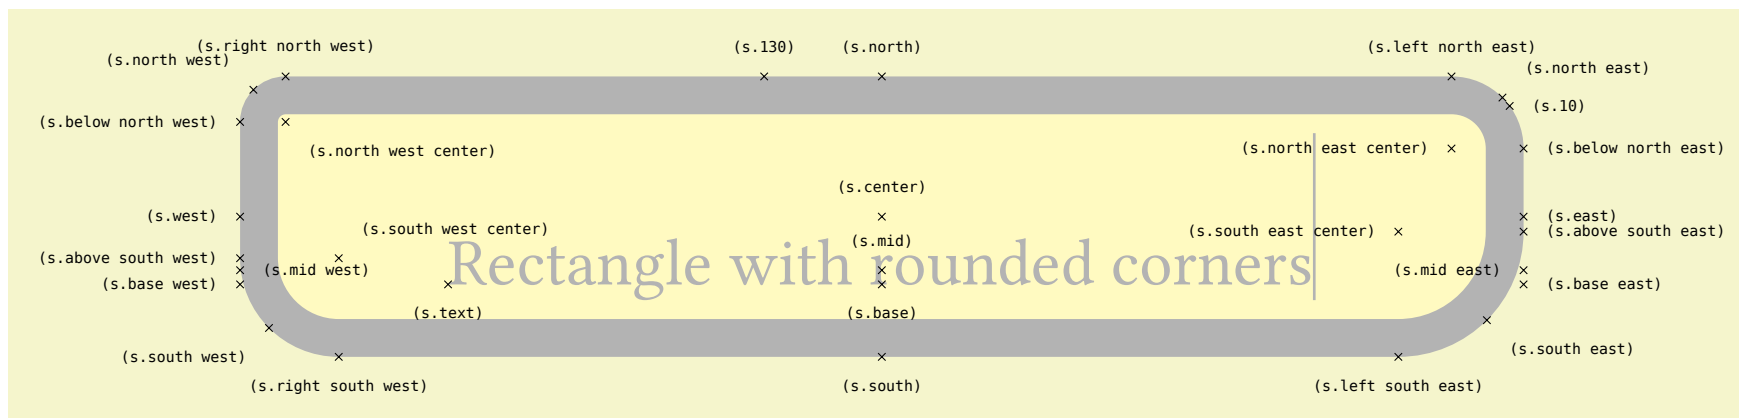 (s.right north west)
(s.130)
(s.north)
(s.left north east)
(s.north west)
(s.north east)
(s.10)
(s.below north west)
(s.north west center)
(s.north east center)
(s.below north east)
(s.center)
(s.west)
(s.east)
(s.south west center)
(s.south east center)
(s.above south east)
(s.mid)
(s.above south west)
Rectangle with rounded corners
(s.mid west)
(s.mid east)
(s.base west)
(s.base east)
(s.text)
(s.base)
(s.south west)
(s.south east)
(s.right south west)
(s.south)
(s.left south east)